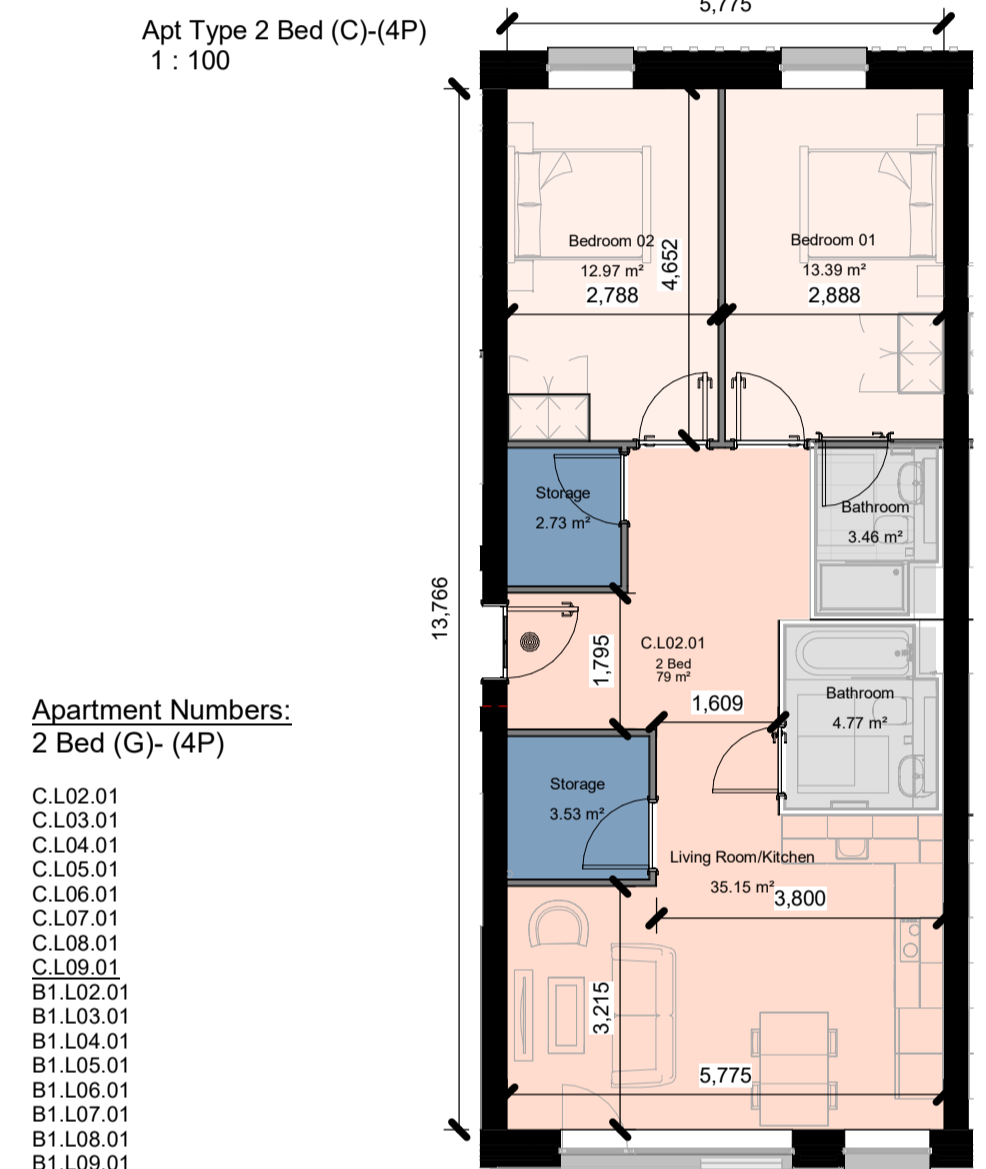 5,775
Apt Type 2 Bed (C)-(4P)
1 : 100
Bedroom 02
12.97 m²
2,788
4,652
Bedroom 01
13.39 m²
2,888
Storage
2.73 m²
Bathroom
3.46 m²
13,766
1,795
C.L02.01
2 Bed
79 m²
1,609
Bathroom
4.77 m²
Storage
3.53 m²
Living Room/Kitchen
35.15 m²
3,800
3,215
5,775
Apartment Numbers:
2 Bed (G)- (4P)
C.L02.01
C.L03.01
C.L04.01
C.L05.01
C.L06.01
C.L07.01
C.L08.01
C.L09.01
B1.L02.01
B1.L03.01
B1.L04.01
B1.L05.01
B1.L06.01
B1.L07.01
B1.L08.01
B1.L09.01